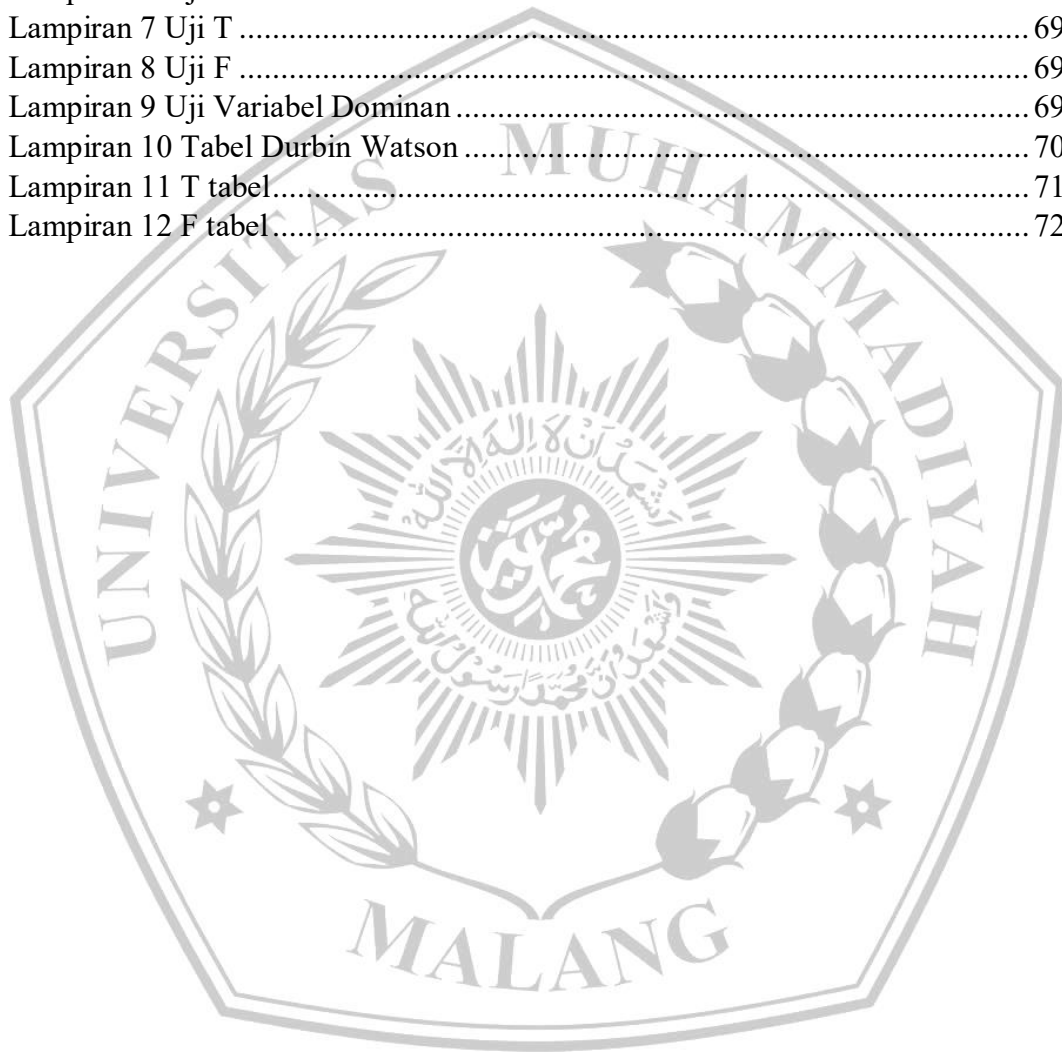 Lampiran 7 Uji T ........................................................................................................ 69
Lampiran 8 Uji F ........................................................................................................ 69
Lampiran 9 Uji Variabel Dominan ............................................................................. 69
Lampiran 10 Tabel Durbin Watson ............................................................................ 70
Lampiran 11 T tabel .................................................................................................... 71
Lampiran 12 F tabel .................................................................................................... 72
UNIVERSITAS MUHAMMADIYAH
MALANG